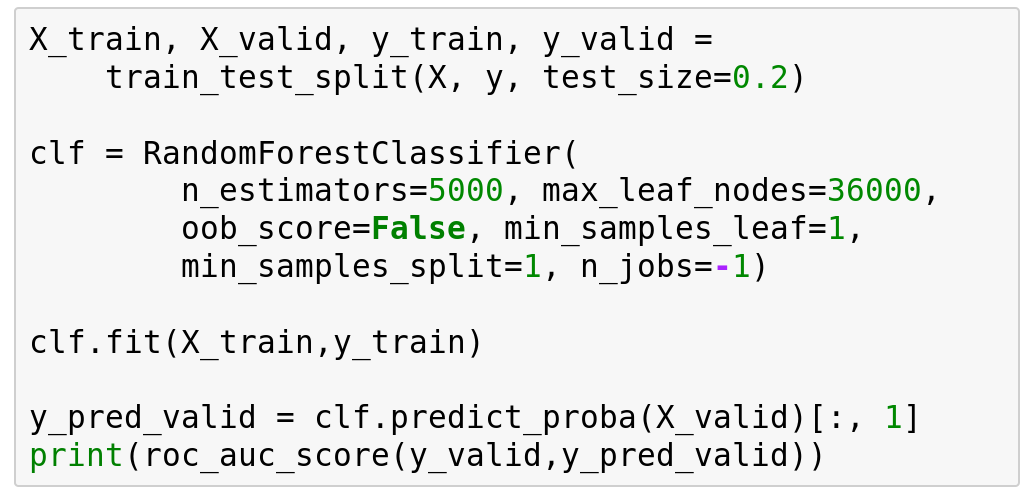 X_train, X_valid, y_train, y_valid =
    train_test_split(X, y, test_size=0.2)

clf = RandomForestClassifier(
        n_estimators=5000, max_leaf_nodes=36000,
        oob_score=False, min_samples_leaf=1,
        min_samples_split=1, n_jobs=-1)

clf.fit(X_train,y_train)

y_pred_valid = clf.predict_proba(X_valid)[:, 1]
print(roc_auc_score(y_valid,y_pred_valid))